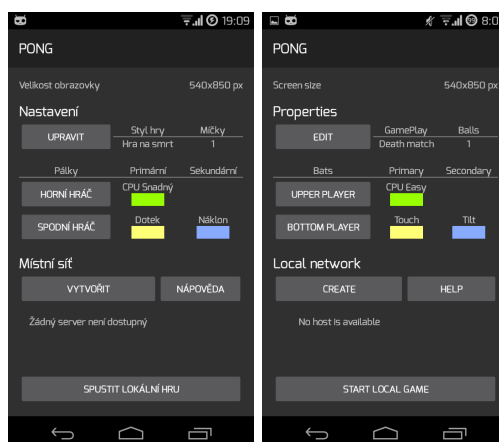 19:09
PONG
Velikost obrazovky 540x850 px
Nastavení
UPRAVIT
Styl hry Míčky
Hra na smrt 1
Pálky Primární Sekundární
HORNÍ HRÁČ
CPU Snadný
SPODNÍ HRÁČ
Dotek Náklon
Místní síť
VYTVOŘIT NÁPOVĚDA
Žádný server není dostupný
SPUSTIT LOKÁLNÍ HRU
PONG
Screen size 540x850 px
Properties
EDIT
GamePlay Balls
Death match 1
Bats Primary Secondary
UPPER PLAYER
CPU Easy
BOTTOM PLAYER
Touch Tilt
Local network
CREATE HELP
No host is available
START LOCAL GAME